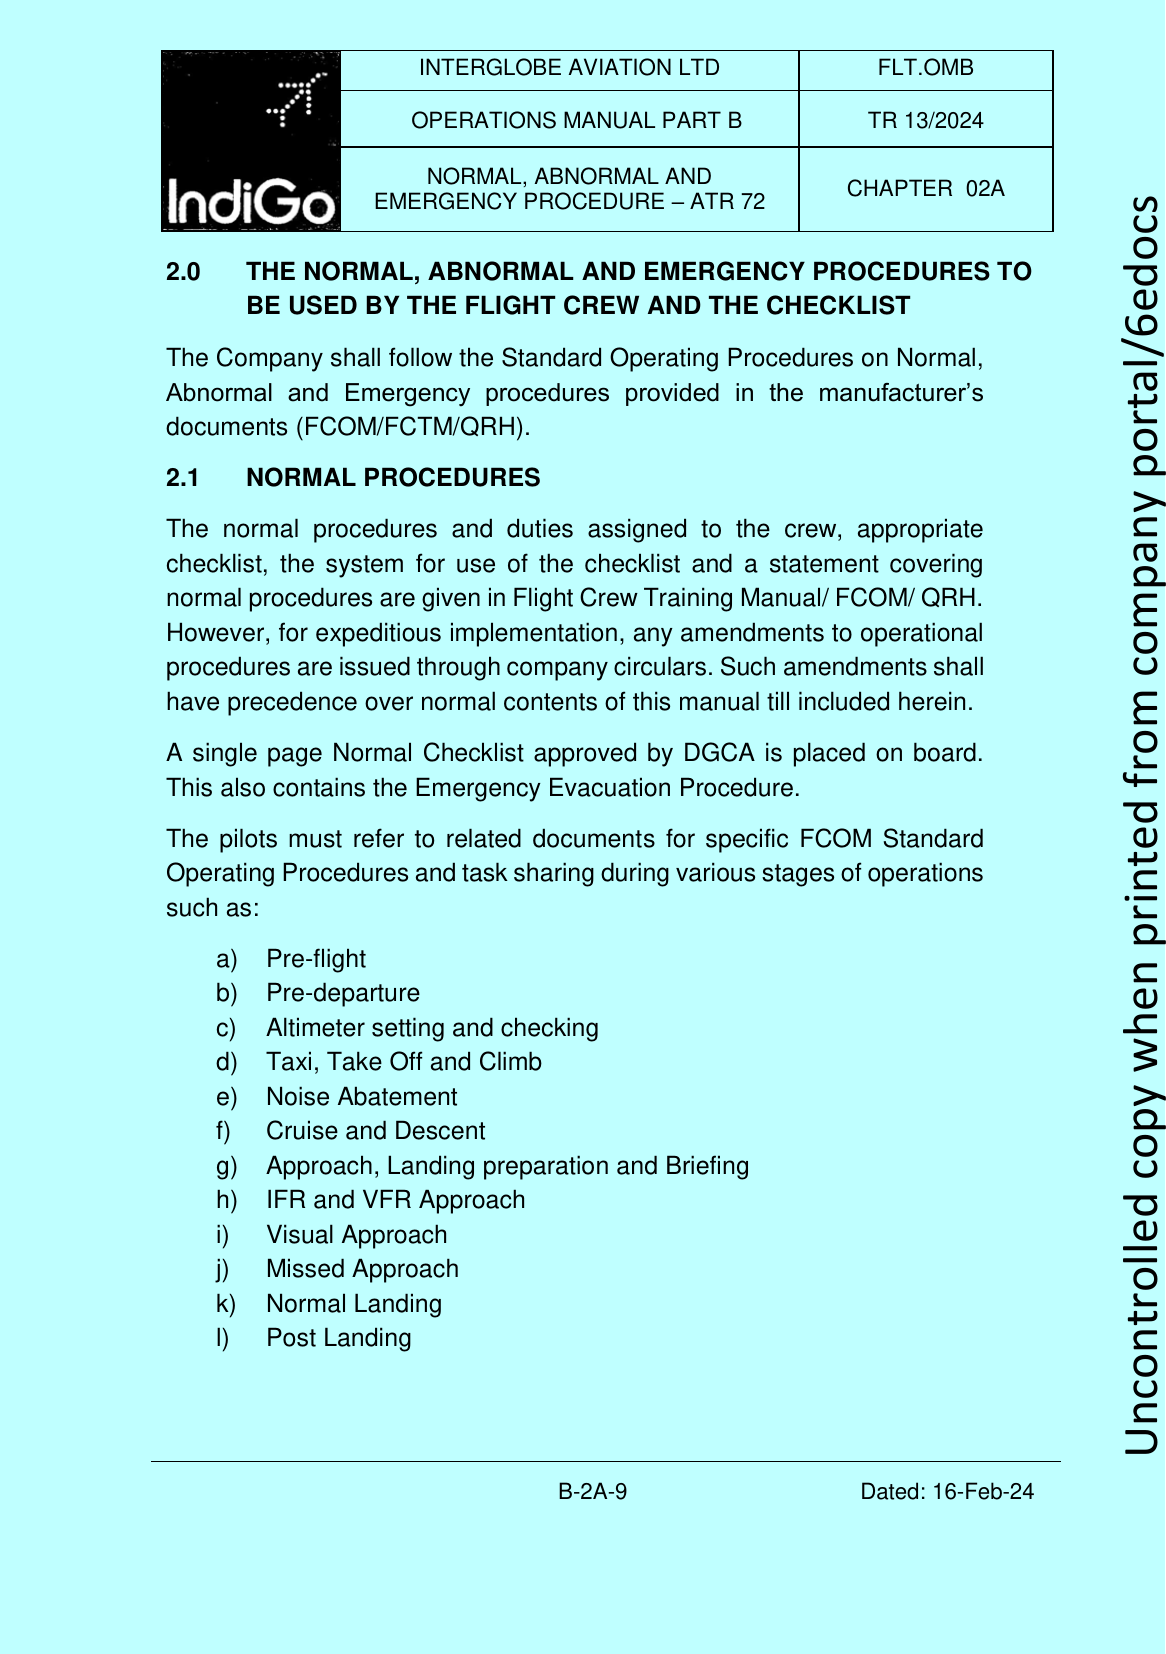 INTERGLOBE AVIATION LTD
FLT.OMB
OPERATIONS MANUAL PART B
TR 13/2024
NORMAL, ABNORMAL AND
EMERGENCY PROCEDURE – ATR 72
CHAPTER 02A
IndiGo
2.0 THE NORMAL, ABNORMAL AND EMERGENCY PROCEDURES TO
BE USED BY THE FLIGHT CREW AND THE CHECKLIST
The Company shall follow the Standard Operating Procedures on Normal,
Abnormal and Emergency procedures provided in the manufacturer’s
documents (FCOM/FCTM/QRH).
2.1 NORMAL PROCEDURES
The normal procedures and duties assigned to the crew, appropriate
checklist, the system for use of the checklist and a statement covering
normal procedures are given in Flight Crew Training Manual/ FCOM/ QRH.
However, for expeditious implementation, any amendments to operational
procedures are issued through company circulars. Such amendments shall
have precedence over normal contents of this manual till included herein.
A single page Normal Checklist approved by DGCA is placed on board.
This also contains the Emergency Evacuation Procedure.
The pilots must refer to related documents for specific FCOM Standard
Operating Procedures and task sharing during various stages of operations
such as:
a) Pre-flight
b) Pre-departure
c) Altimeter setting and checking
d) Taxi, Take Off and Climb
e) Noise Abatement
f) Cruise and Descent
g) Approach, Landing preparation and Briefing
h) IFR and VFR Approach
i) Visual Approach
j) Missed Approach
k) Normal Landing
l) Post Landing
B-2A-9
Dated: 16-Feb-24
Uncontrolled copy when printed from company portal/6edocs